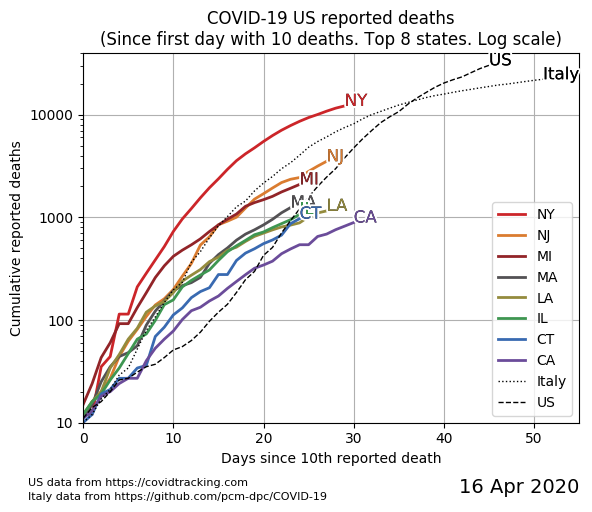 COVID-19 US reported deaths
(Since first day with 10 deaths. Top 8 states. Log scale)
Cumulative reported deaths
10000
1000
100
10
US
Italy
NY
NJ
MI
MA
LA
CT
CA
NY
NJ
MI
MA
LA
IL
CT
CA
Italy
US
0 10 20 30 40 50
Days since 10th reported death
US data from https://covidtracking.com
Italy data from https://github.com/pcm-dpc/COVID-19
16 Apr 2020